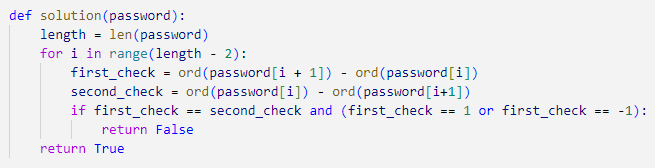 def solution(password):
    length = len(password)
    for i in range(length - 2):
        first_check = ord(password[i + 1]) - ord(password[i])
        second_check = ord(password[i]) - ord(password[i+1])
        if first_check == second_check and (first_check == 1 or first_check == -1):
            return False
    return True